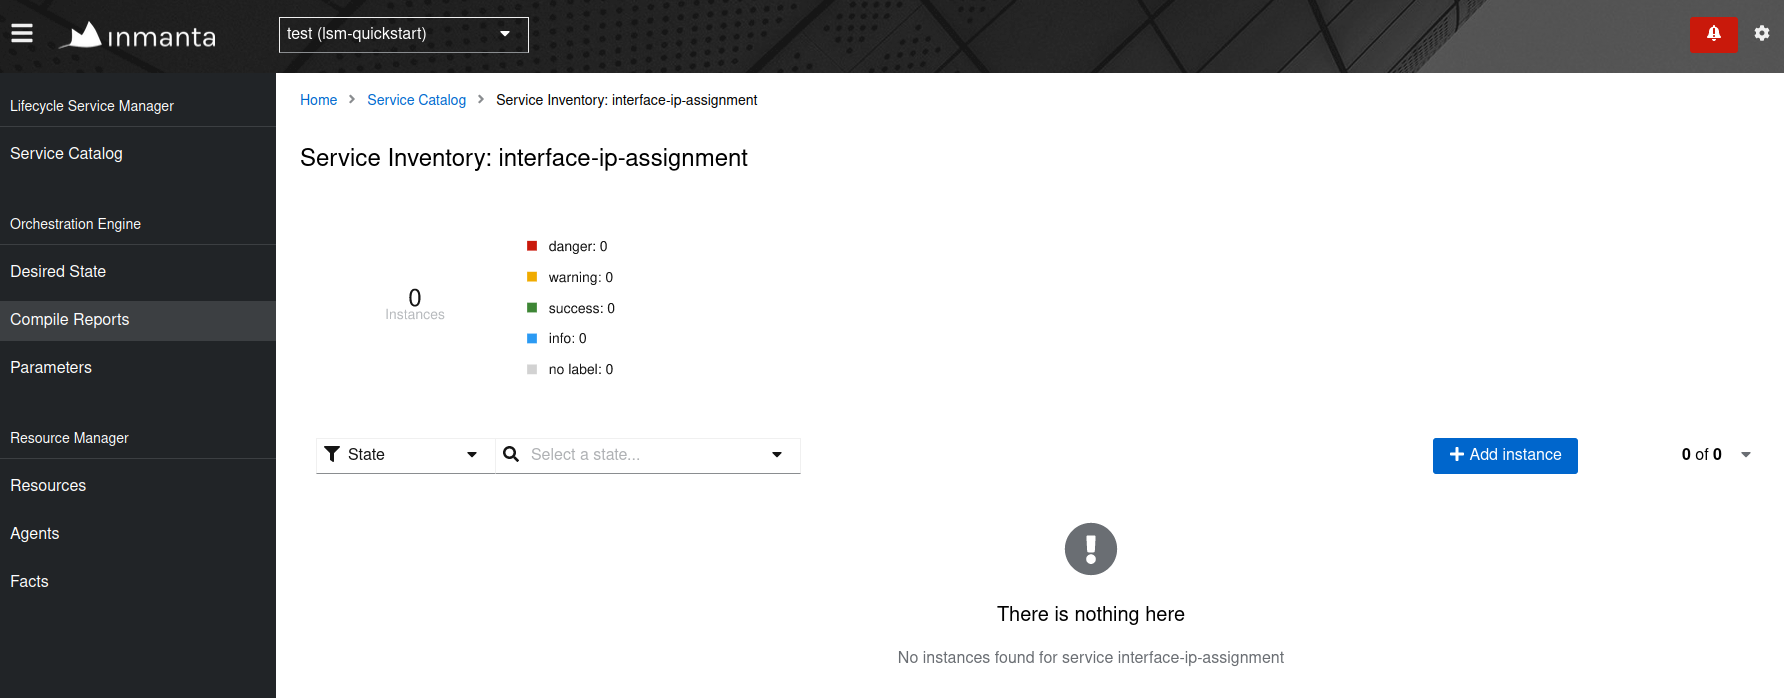 inmanta
test (lsm-quickstart)
Lifecycle Service Manager
Service Catalog
Orchestration Engine
Desired State
Compile Reports
Parameters
Resource Manager
Resources
Agents
Facts
Home > Service Catalog > Service Inventory: interface-ip-assignment
Service Inventory: interface-ip-assignment
0
Instances
danger: 0
warning: 0
success: 0
info: 0
no label: 0
State Select a state... + Add instance 0 of 0
There is nothing here
No instances found for service interface-ip-assignment